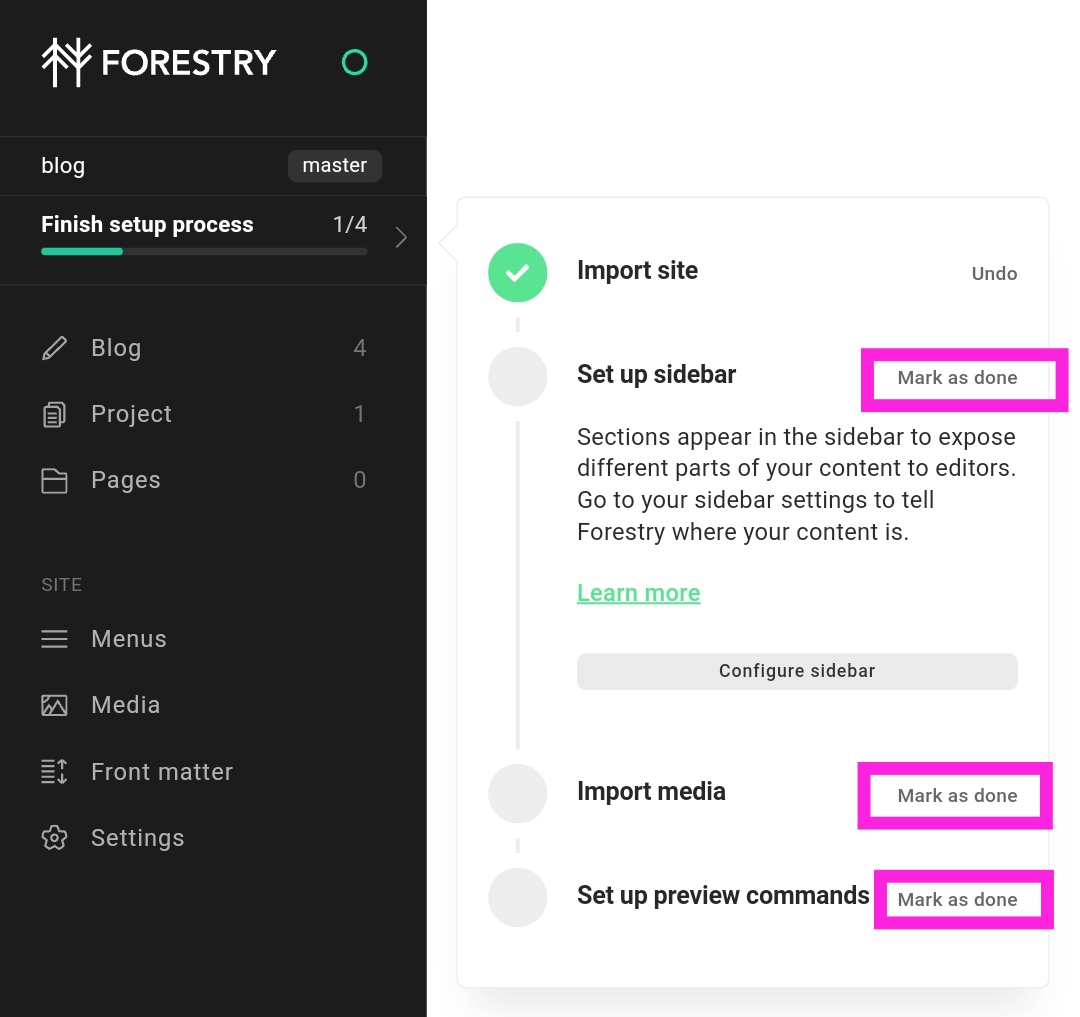 FORESTRY
blog
master
Finish setup process
1/4
Blog
4
Project
1
Pages
0
SITE
Menus
Media
Front matter
Settings
Import site
Undo
Set up sidebar
Mark as done
Sections appear in the sidebar to expose
different parts of your content to editors.
Go to your sidebar settings to tell
Forestry where your content is.
Learn more
Configure sidebar
Import media
Mark as done
Set up preview commands
Mark as done